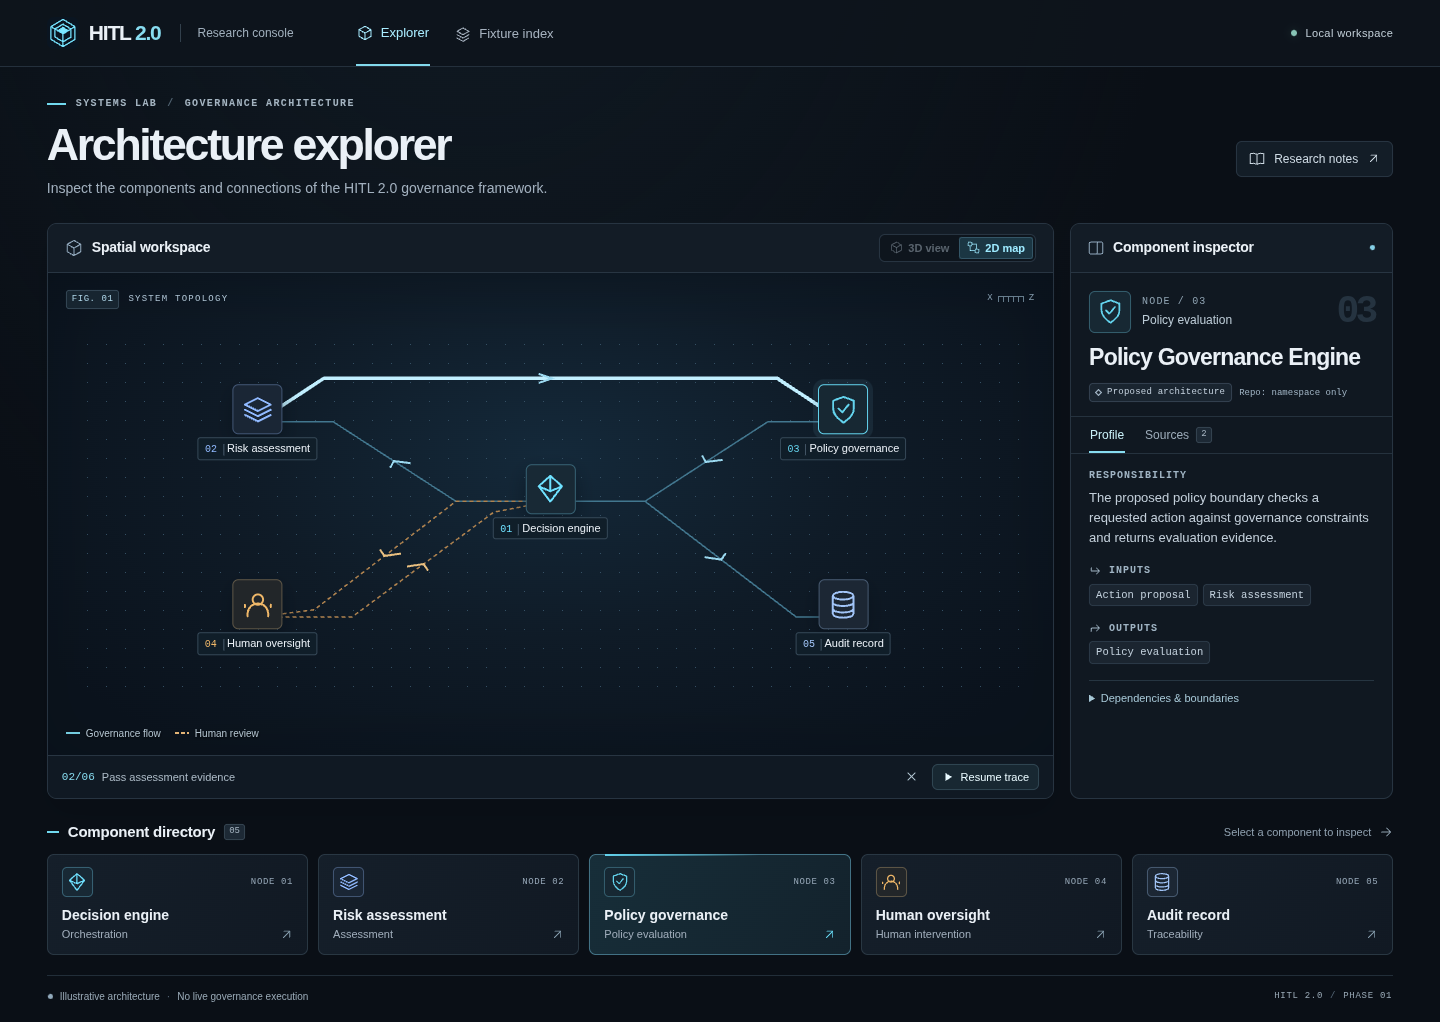 HITL 2.0
Research console
Explorer
Fixture index
Local workspace
SYSTEMS LAB / GOVERNANCE ARCHITECTURE
Architecture explorer
Inspect the components and connections of the HITL 2.0 governance framework.
Research notes
Spatial workspace
3D view
2D map
FIG. 01 SYSTEM TOPOLOGY
X Z
02 | Risk assessment
03 | Policy governance
01 | Decision engine
04 | Human oversight
05 | Audit record
Governance flow
Human review
02/06 Pass assessment evidence
Resume trace
Component inspector
NODE / 03
Policy evaluation
03
Policy Governance Engine
Proposed architecture
Repo: namespace only
Profile
Sources 2
RESPONSIBILITY
The proposed policy boundary checks a
requested action against governance constraints
and returns evaluation evidence.
INPUTS
Action proposal
Risk assessment
OUTPUTS
Policy evaluation
Dependencies & boundaries
Component directory 05
Select a component to inspect
NODE 01
Decision engine
Orchestration
NODE 02
Risk assessment
Assessment
NODE 03
Policy governance
Policy evaluation
NODE 04
Human oversight
Human intervention
NODE 05
Audit record
Traceability
Illustrative architecture · No live governance execution
HITL 2.0 / PHASE 01